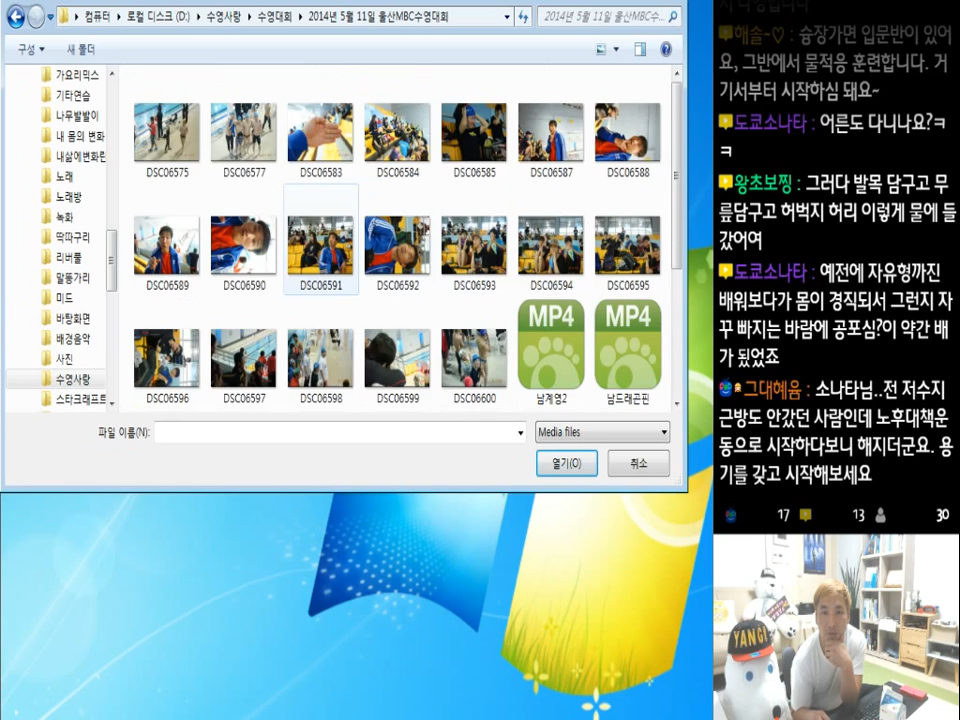 컴퓨터 ▸ 로컬 디스크 (D:) ▸ 수영사랑 ▸ 수영대회 ▸ 2014년 5월 11일 울산MBC수영대회
2014년 5월 11일 울산MBC수...
구성 ▼ 새 폴더
가요리믹스
기타연습
나무발발이
내 몸의 변화
내삶에변화란
노래
노래방
녹화
딱따구리
리버풀
말똥가리
미드
바탕화면
배경음악
사진
수영사랑
스타크래프트
DSC06575 DSC06577 DSC06583 DSC06584 DSC06585 DSC06587 DSC06588
DSC06589 DSC06590 DSC06591 DSC06592 DSC06593 DSC06594 DSC06595
MP4 MP4
DSC06596 DSC06597 DSC06598 DSC06599 DSC06600 남계영2 남드래곤핀
파일 이름(N):
Media files
열기(O) 취소
해솔~♡ : 슝장가면 입문반이 있어
요, 그반에서 물적응 훈련합니다. 거
기서부터 시작하심 돼요~
도쿄소나타 : 어른도 다니나요?ㅋ
ㅋ
왕초보찡 : 그러다 발목 담구고 무
릎담구고 허벅지 허리 이렇게 물에 들
갔어여
도쿄소나타 : 예전에 자유형까진
배워보다가 몸이 경직되서 그런지 자
꾸 빠지는 바람에 공포심?이 약간 배
가 됬었죠
그대혜윰 : 소나타님..전 저수지
근방도 안갔던 사람인데 노후대책운
동으로 시작하다보니 해지더군요. 용
기를 갖고 시작해보세요
17 13 30
YANGI